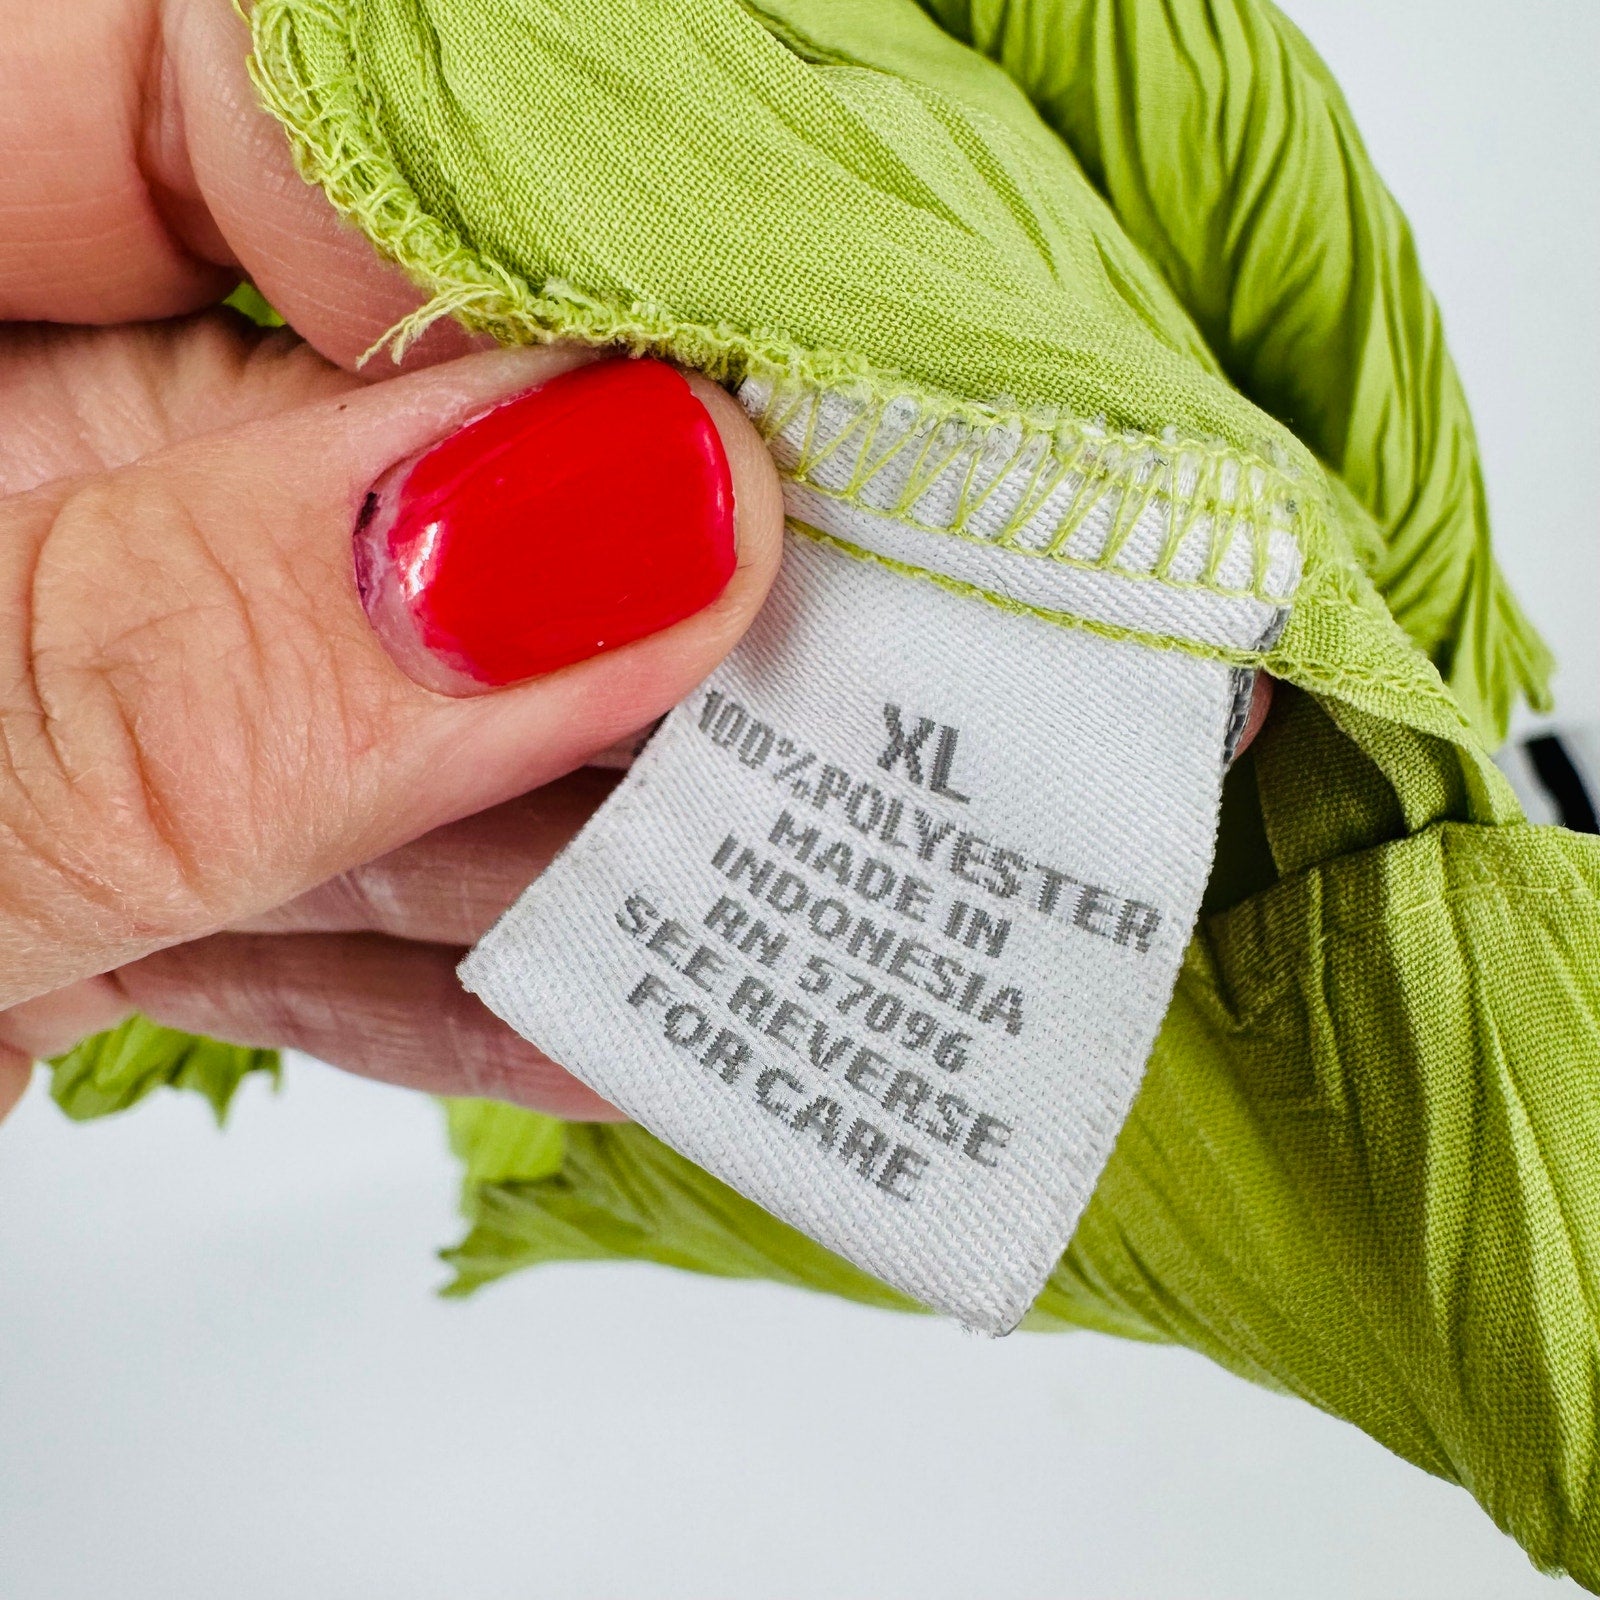 XL
100%POLYESTER
MADE IN
INDONESIA
RN 57096
SEE REVERSE
FOR CARE